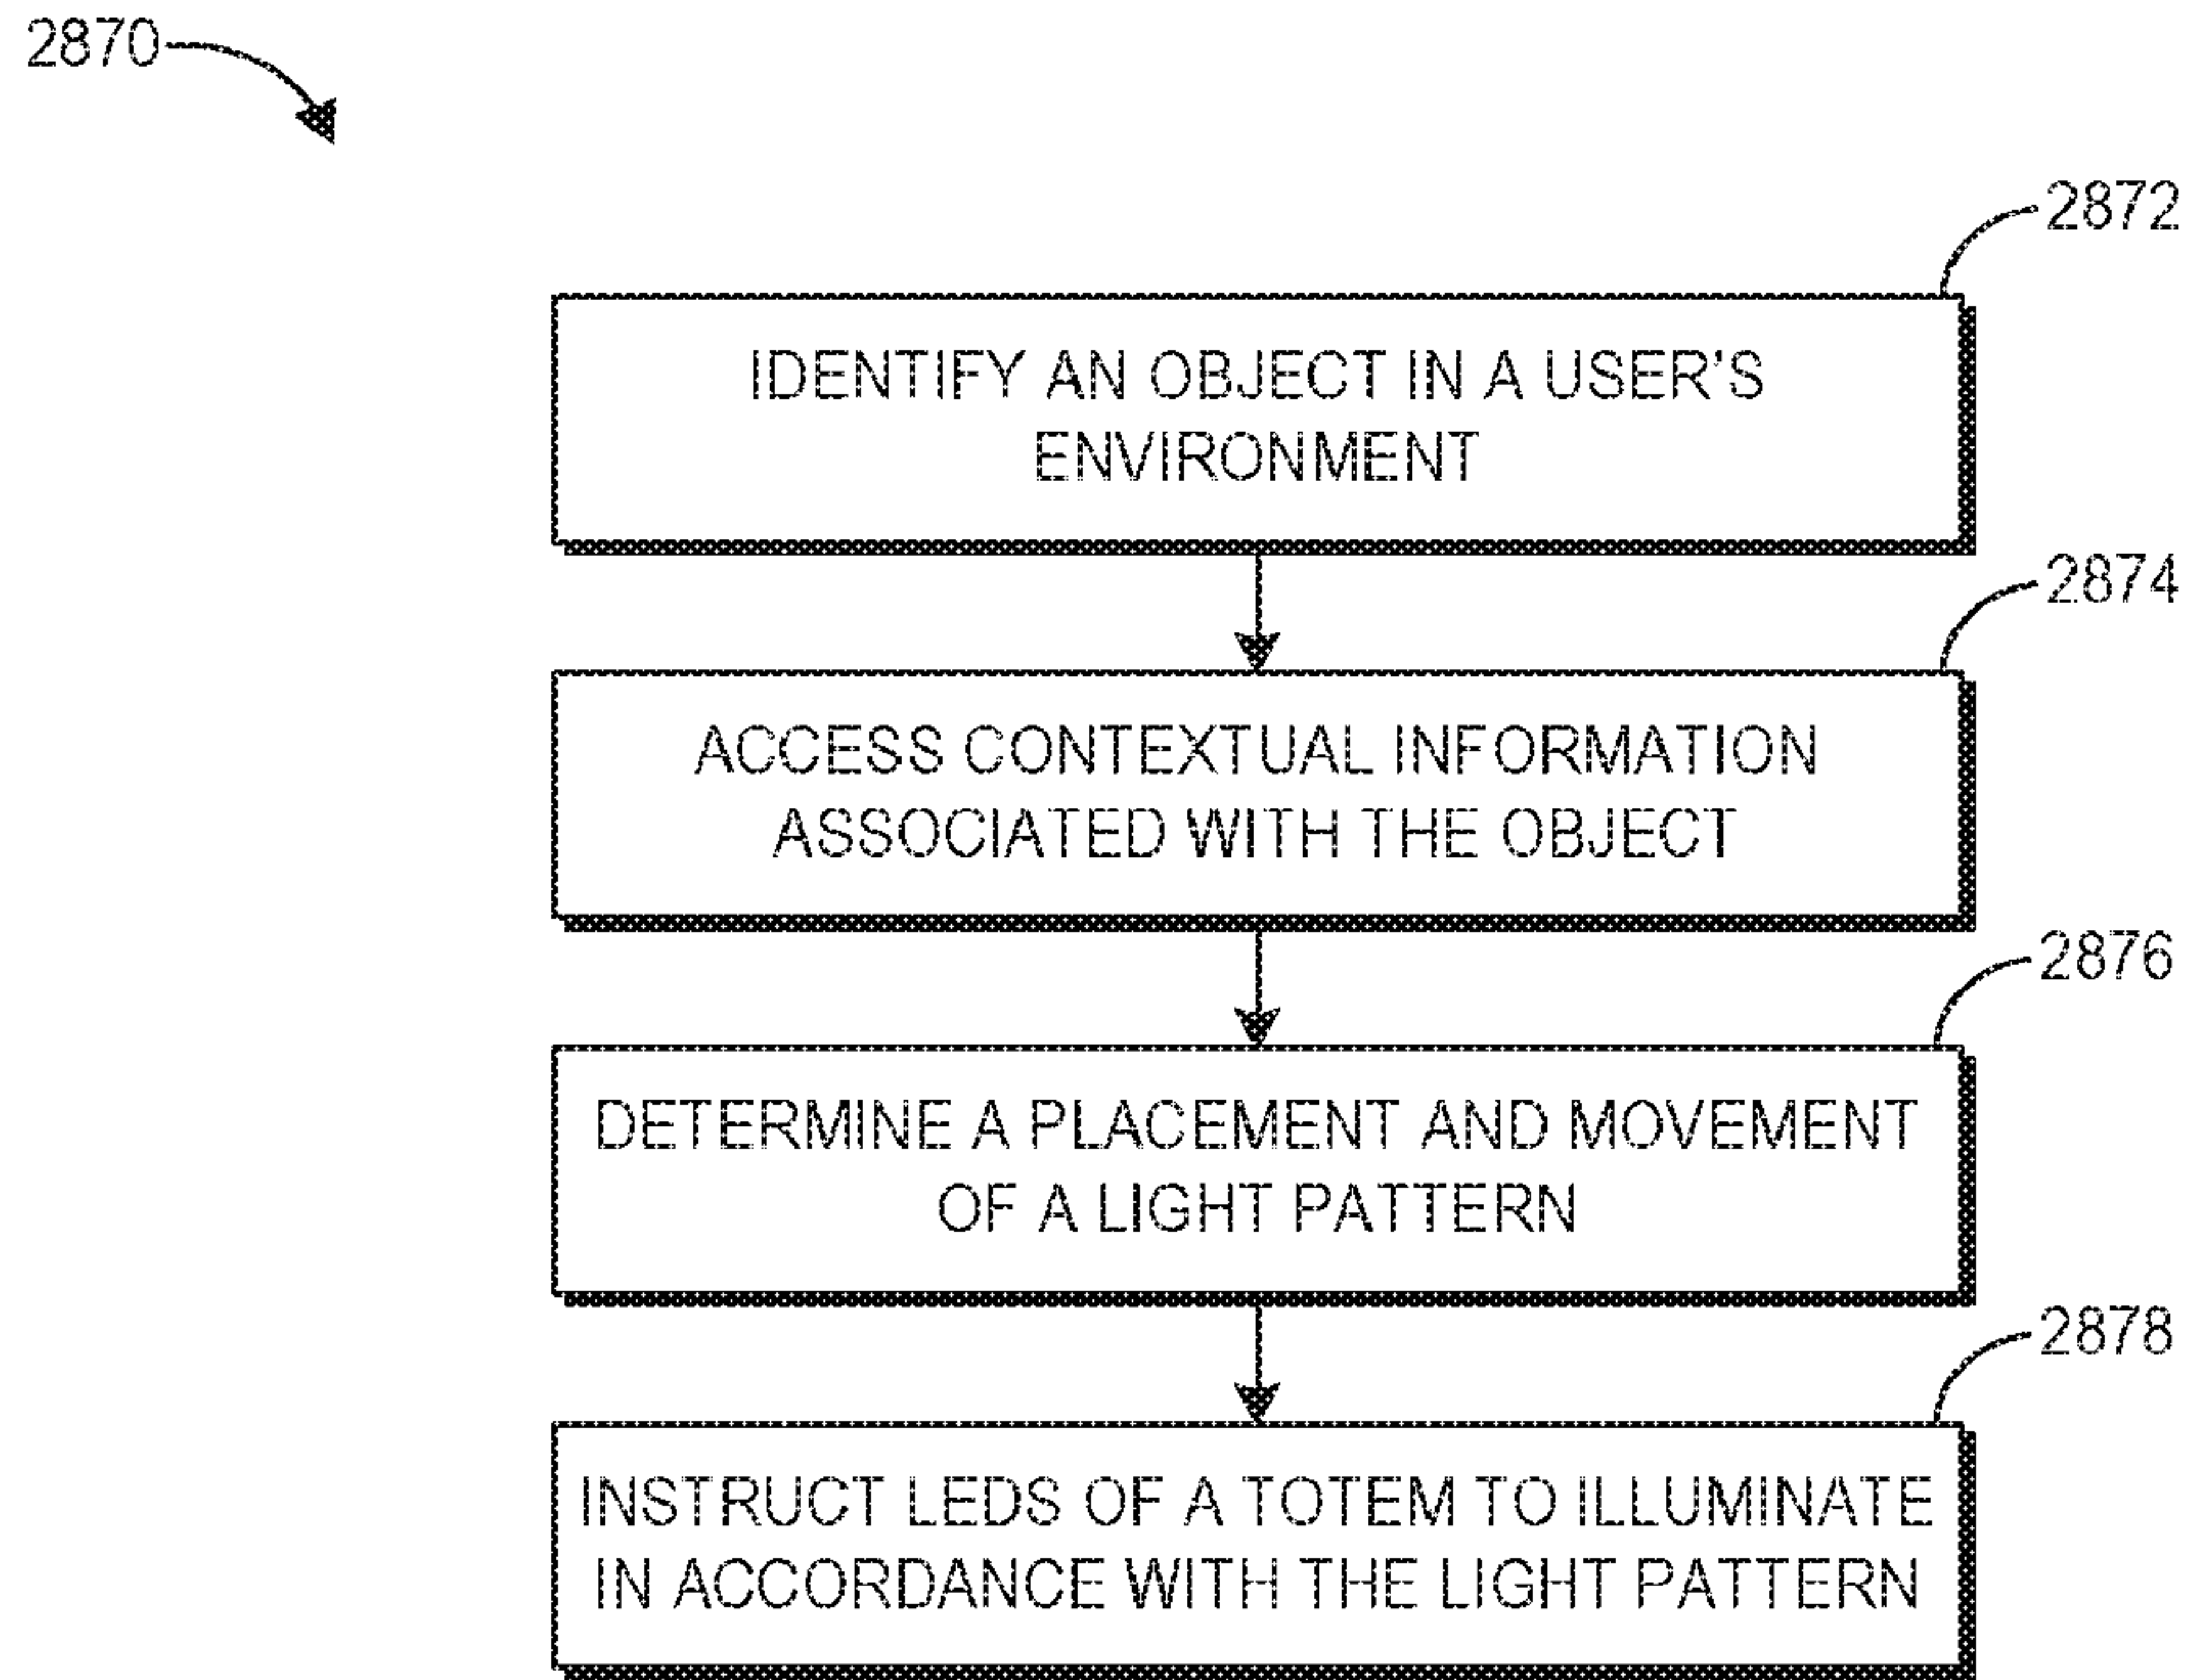 2870
2872
IDENTIFY AN OBJECT IN A USER'S
ENVIRONMENT
2874
ACCESS CONTEXTUAL INFORMATION
ASSOCIATED WITH THE OBJECT
2876
DETERMINE A PLACEMENT AND MOVEMENT
OF A LIGHT PATTERN
2878
INSTRUCT LEDS OF A TOTEM TO ILLUMINATE
IN ACCORDANCE WITH THE LIGHT PATTERN